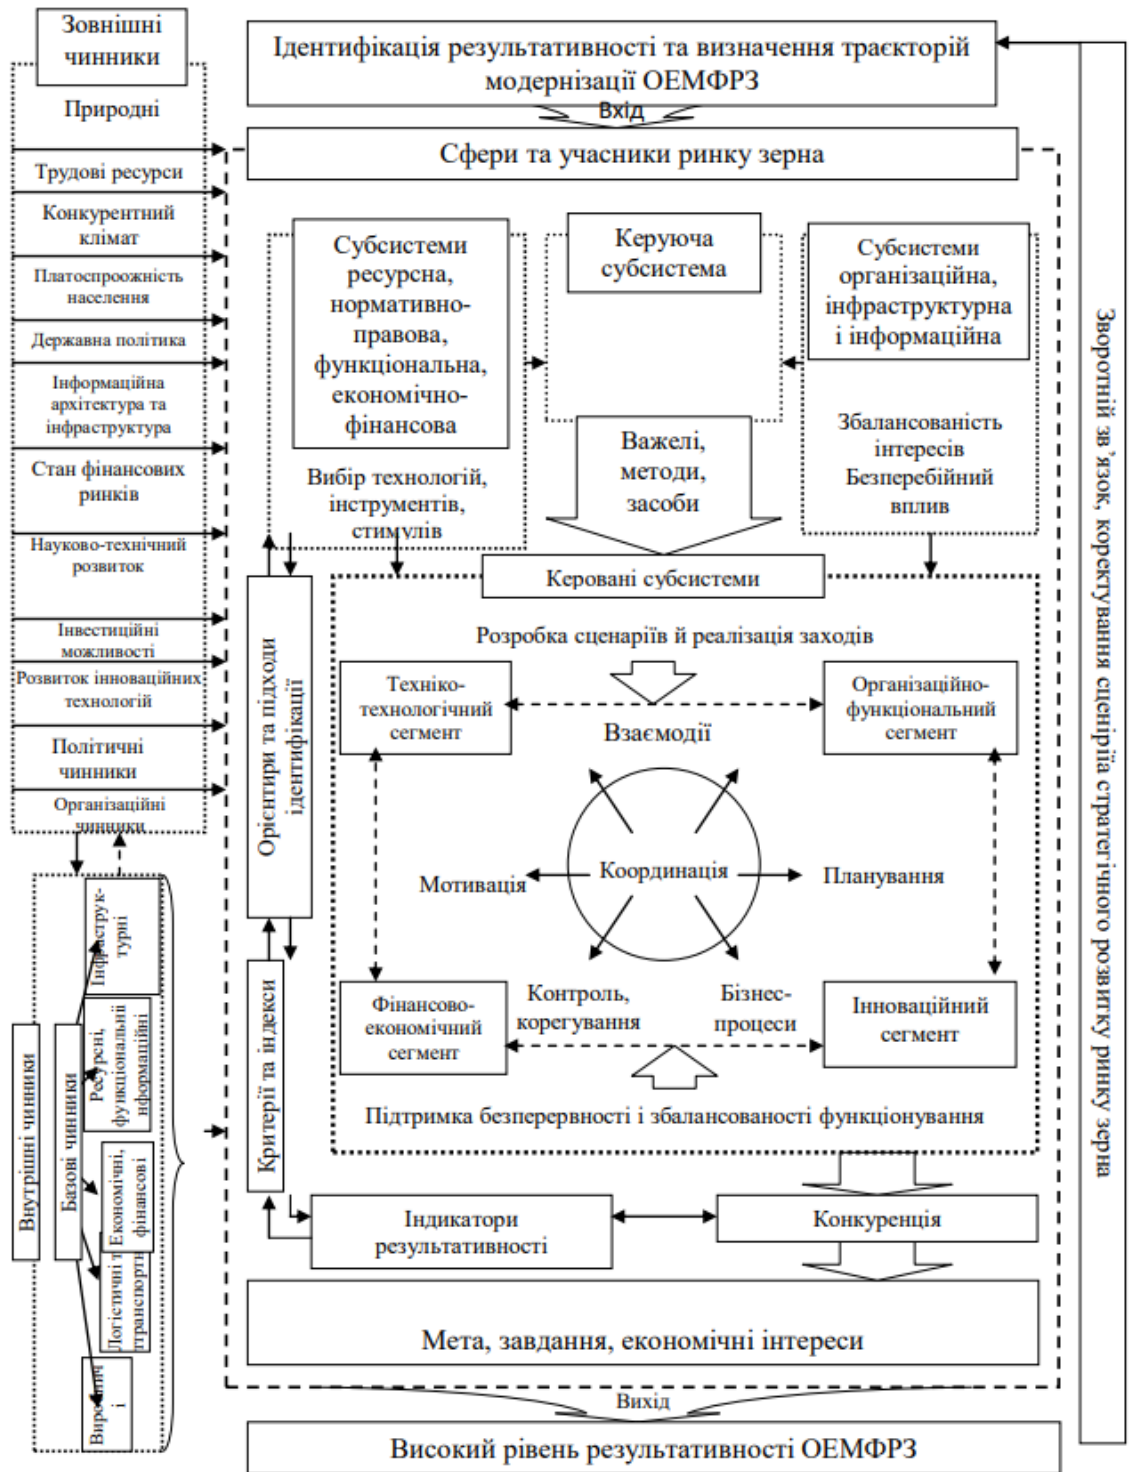 Зовнішні
чинники
Природні
Трудові ресурси
Конкурентний
клімат
Платоспроожність
населення
Державна політика
Інформаційна
архітектура та
інфраструктура
Стан фінансових
ринків
Науково-технічний
розвиток
Інвестиційні
можливості
Розвиток інноваційних
технологій
Політичні
чинники
Організаційні
чинники
Внутрішні чинники
Базові чинники
Інфраструк-
турні
Ресурсні,
функціональні
нформаційні
Економічні,
фінансові
Логістичні т
гранспортн
Ідентифікація результативності та визначення траєкторій
модернізації ОЕМФРЗ
Вхід
Сфери та учасники ринку зерна
Субсистеми
ресурсна,
нормативно-
правова,
функціональна,
економічно-
фінансова
Вибір технологій,
інструментів,
стимулів
Керуюча
субсистема
Важелі,
методи,
засоби
Субсистеми
організаційна,
інфраструктурна
і інформаційна
Збалансованість
інтересів
Безперебійний
вплив
Орієнтири та підходи
ідентифікації
Критерії та індекси
Керовані субсистеми
Розробка сценаріїв й реалізація заходів
Техніко-
технологічний
сегмент
Взаємодії
Організаційно-
функціональний
сегмент
Мотивація
Координація
Планування
Фінансово-
економічний
сегмент
Контроль,
корегування
Бізнес-
процеси
Інноваційний
сегмент
Підтримка безперервності і збалансованості функціонування
Індикатори
результативності
Конкуренція
Мета, завдання, економічні інтереси
Вихід
Високий рівень результативності ОЕМФРЗ
Зворотній зв’язок, коректування сценіріїа стратегічного розвитку ринку зерна